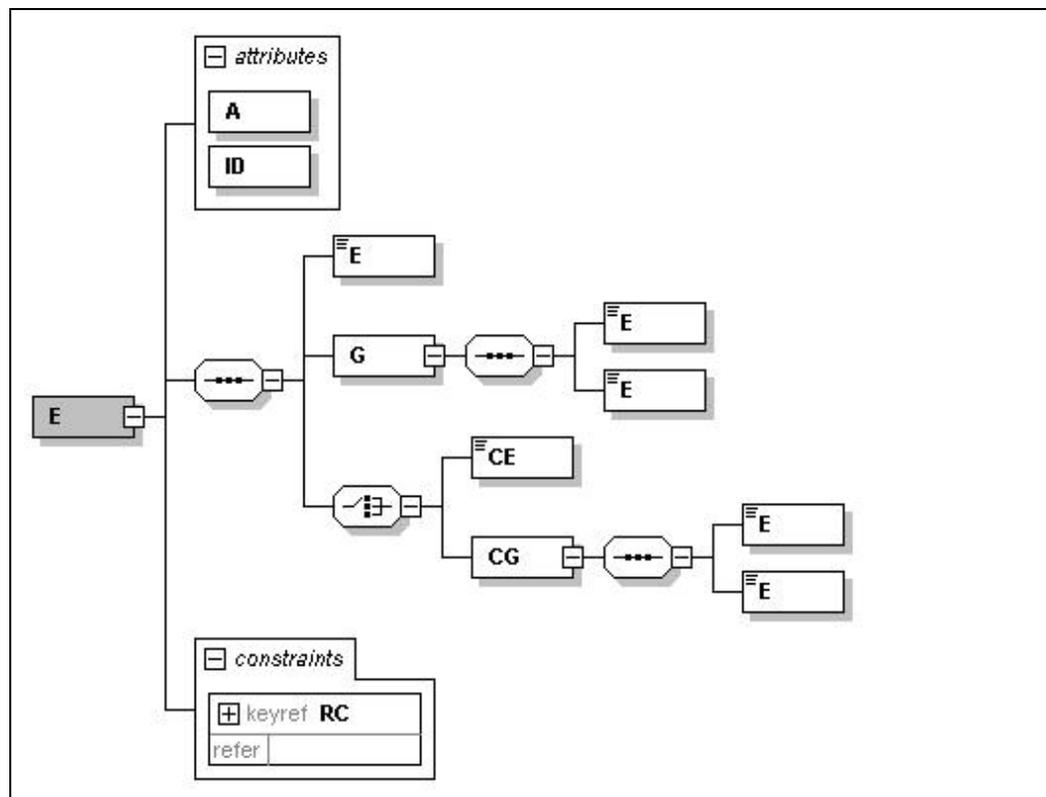 attributes
A
ID
E
G
E
E
E
CE
CG
E
E
constraints
keyref RC
refer